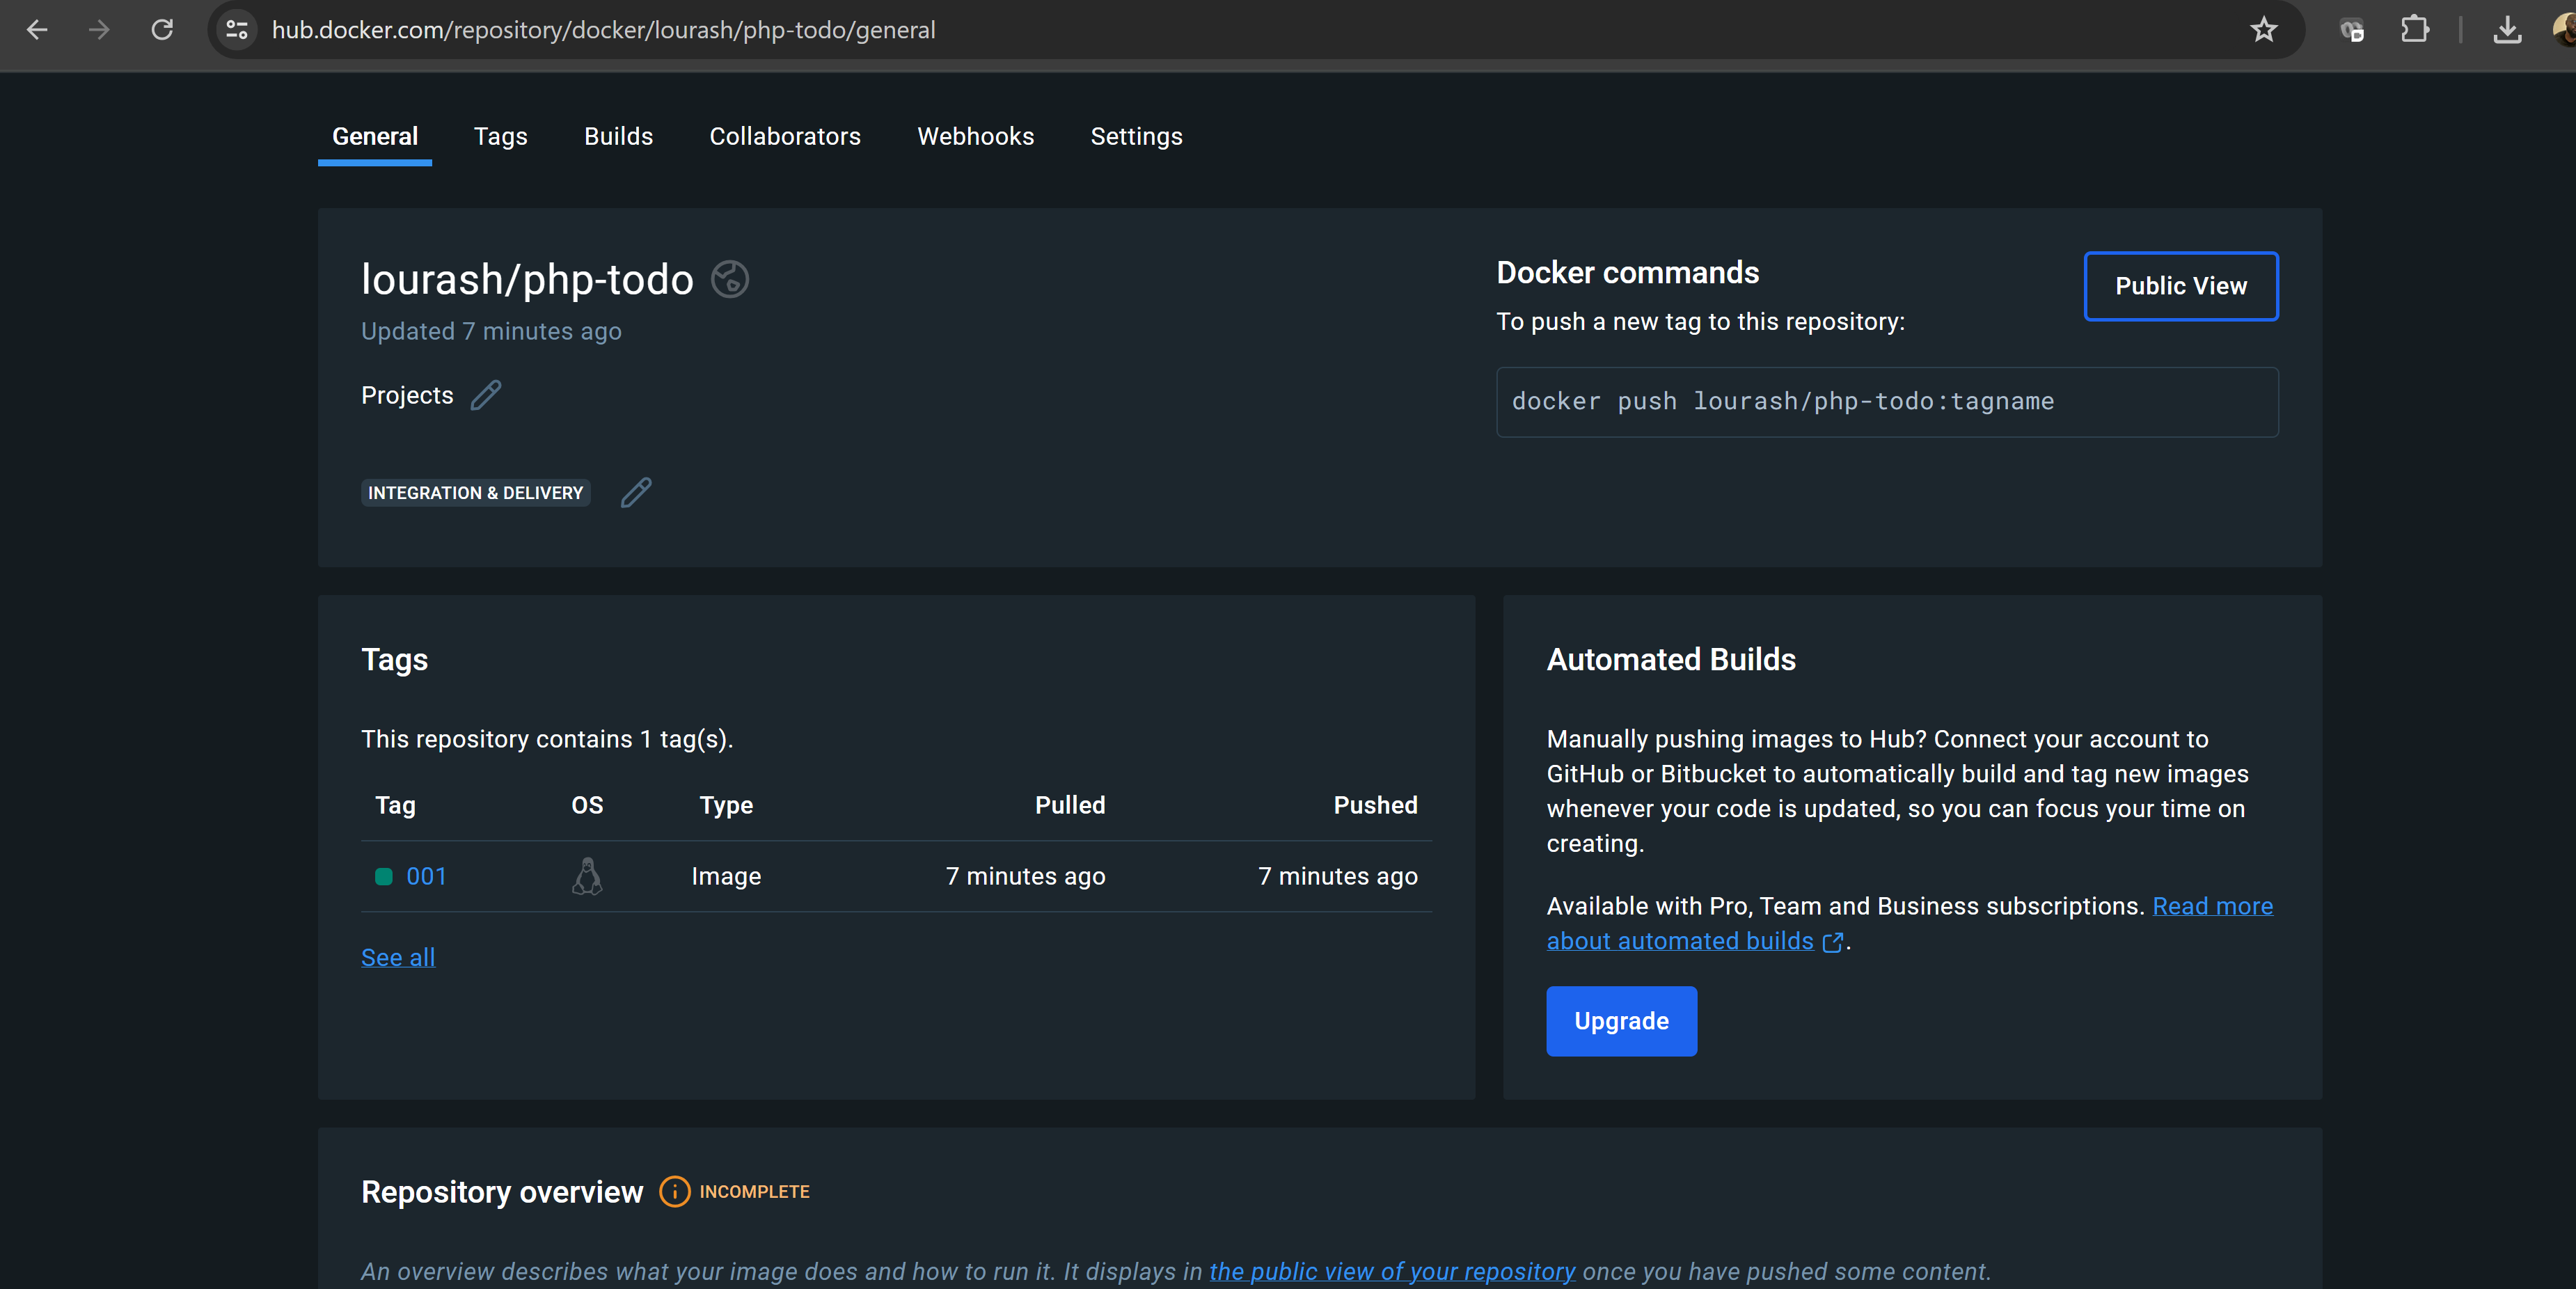 hub.docker.com/repository/docker/lourash/php-todo/general
General Tags Builds Collaborators Webhooks Settings
lourash/php-todo
Updated 7 minutes ago
Projects
INTEGRATION & DELIVERY
Docker commands
Public View
To push a new tag to this repository:
docker push lourash/php-todo:tagname
Tags
This repository contains 1 tag(s).
Tag OS Type Pulled Pushed
001 Image 7 minutes ago 7 minutes ago
See all
Automated Builds
Manually pushing images to Hub? Connect your account to
GitHub or Bitbucket to automatically build and tag new images
whenever your code is updated, so you can focus your time on
creating.
Available with Pro, Team and Business subscriptions. Read more
about automated builds .
Upgrade
Repository overview INCOMPLETE
An overview describes what your image does and how to run it. It displays in the public view of your repository once you have pushed some content.